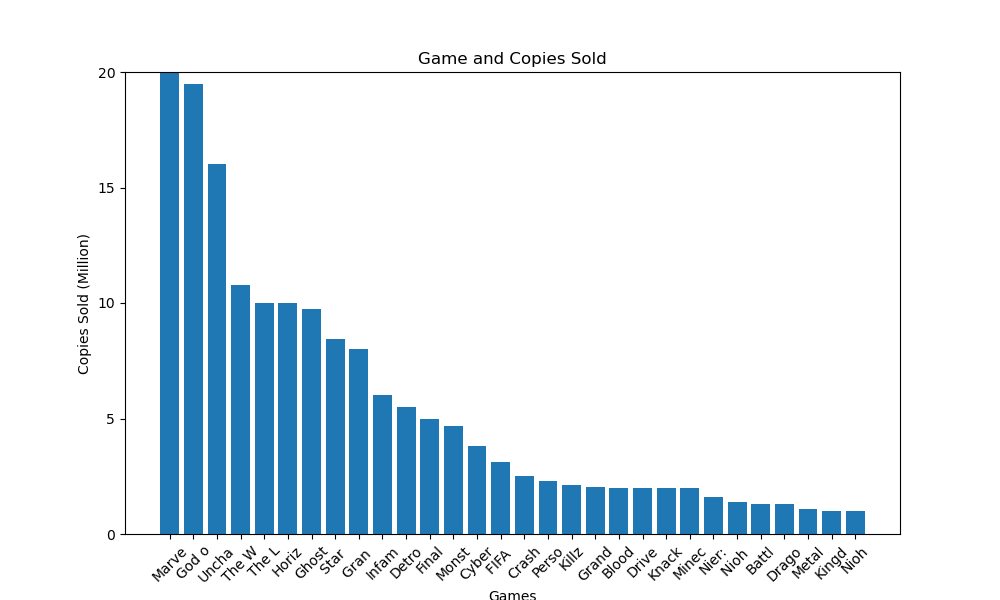 Game and Copies Sold
Copies Sold (Million)
20
15
10
5
0
Marve
God o
Uncha
The W
The L
Horiz
Ghost
Star
Gran
Infam
Detro
Final
Monst
Cyber
FIFA
Crash
Perso
Killz
Grand
Blood
Drive
Knack
Minec
Nier:
Nioh
Battl
Drago
Metal
Kingd
Nioh
Games